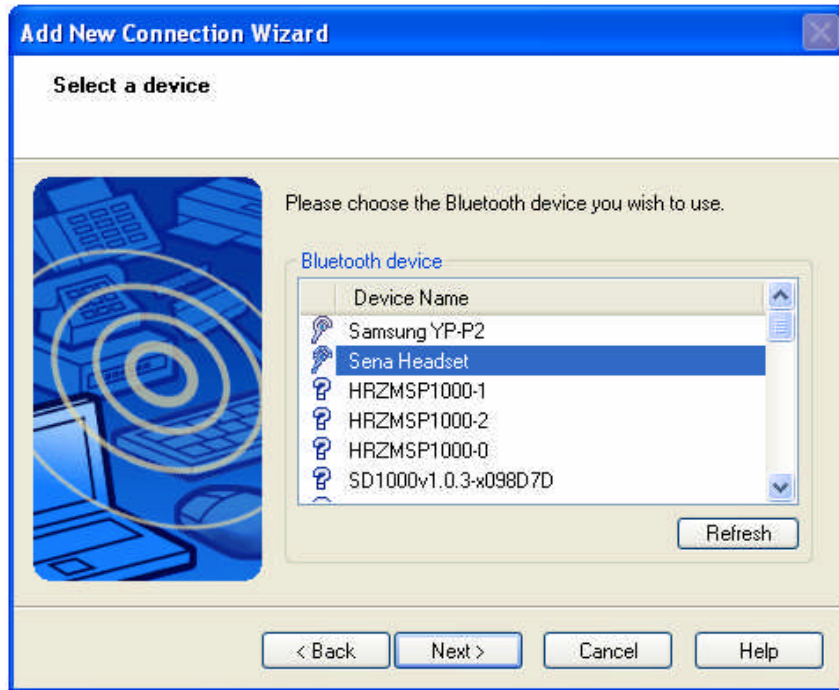 Add New Connection Wizard
Select a device
Please choose the Bluetooth device you wish to use.
Bluetooth device
Device Name
Samsung YP-P2
Sena Headset
HRZMSP1000-1
HRZMSP1000-2
HRZMSP1000-0
SD1000v1.0.3-x098D7D
Refresh
< Back Next > Cancel Help